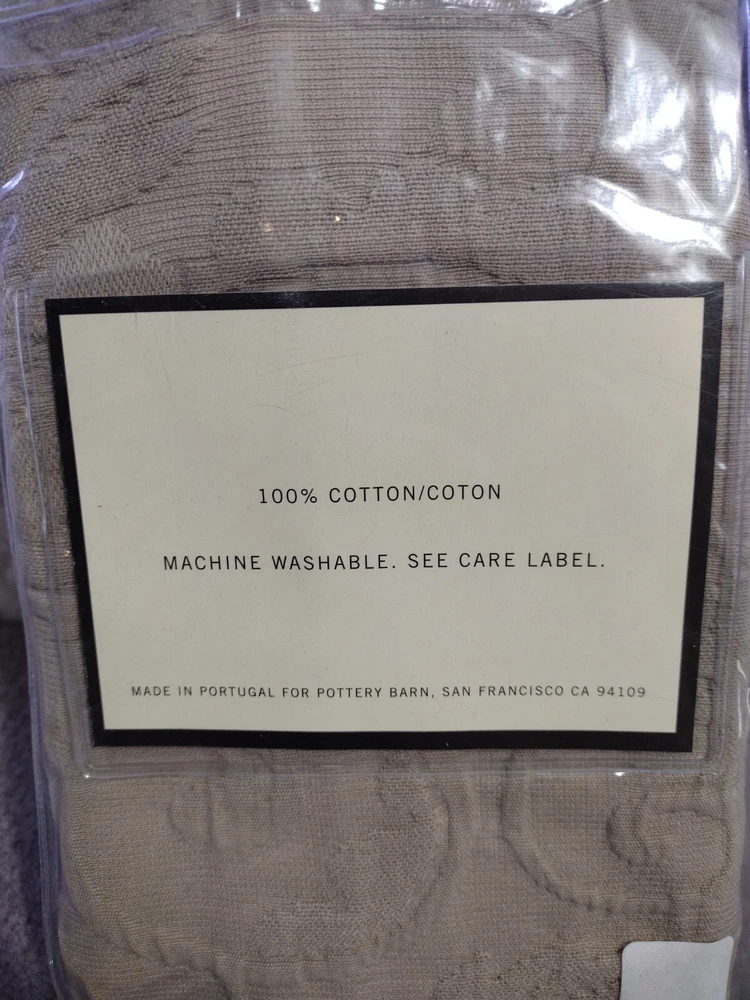 100% COTTON/COTON
MACHINE WASHABLE. SEE CARE LABEL.
MADE IN PORTUGAL FOR POTTERY BARN, SAN FRANCISCO CA 94109